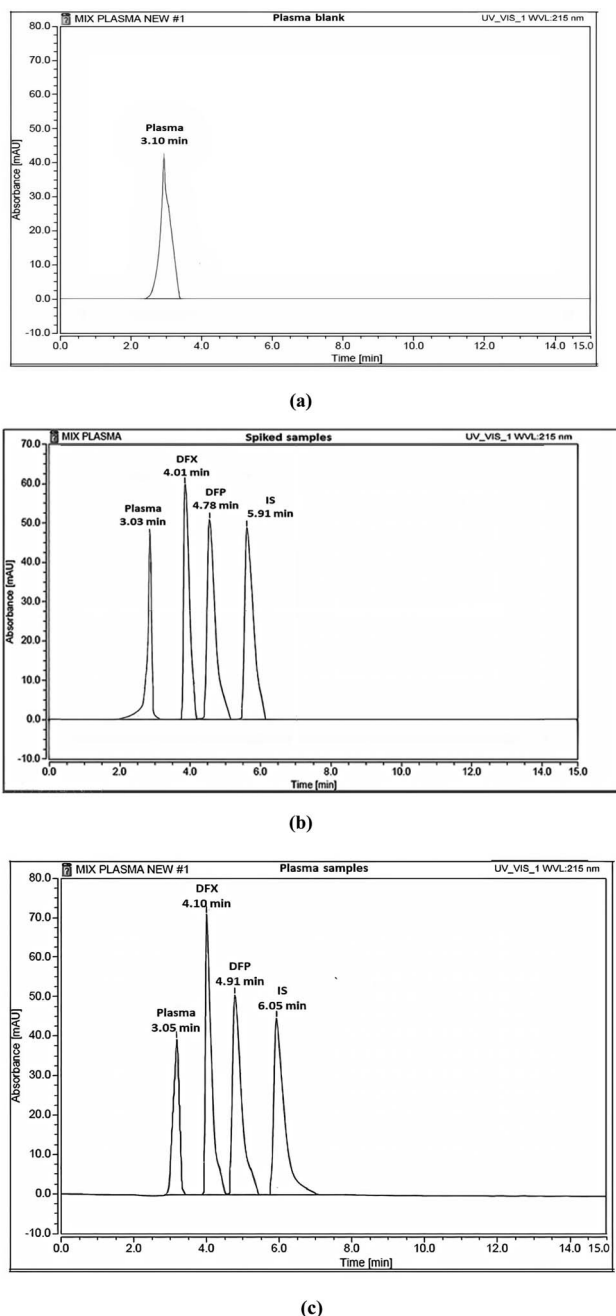 MIX PLASMA NEW #1 Plasma blank UV_VIS_1 WVL:215 nm
80.0
70.0
60.0
50.0
40.0
30.0
20.0
10.0
0.0
-10.0
Absorbance [mAU]
Plasma
3.10 min
0.0 2.0 4.0 6.0 8.0 10.0 12.0 14.0 15.0
Time [min]
(a)
MIX PLASMA Spiked samples UV_VIS_1 WVL:215 nm
70.0
60.0
50.0
40.0
30.0
20.0
10.0
0.0
-10.0
Absorbance [mAU]
Plasma
3.03 min
DFX
4.01 min
DFP
4.78 min
IS
5.91 min
0.0 2.0 4.0 6.0 10.0 12.0 14.0 15.0
Time [min]
(b)
MIX PLASMA NEW #1 Plasma samples UV_VIS_1 WVL:215 nm
80.0
70.0
60.0
50.0
40.0
30.0
20.0
10.0
0.0
-10.0
Absorbance [mAU]
Plasma
3.05 min
DFX
4.10 min
DFP
4.91 min
IS
6.05 min
0.0 2.0 4.0 6.0 10.0 12.0 14.0 15.0
Time [min]
(c)